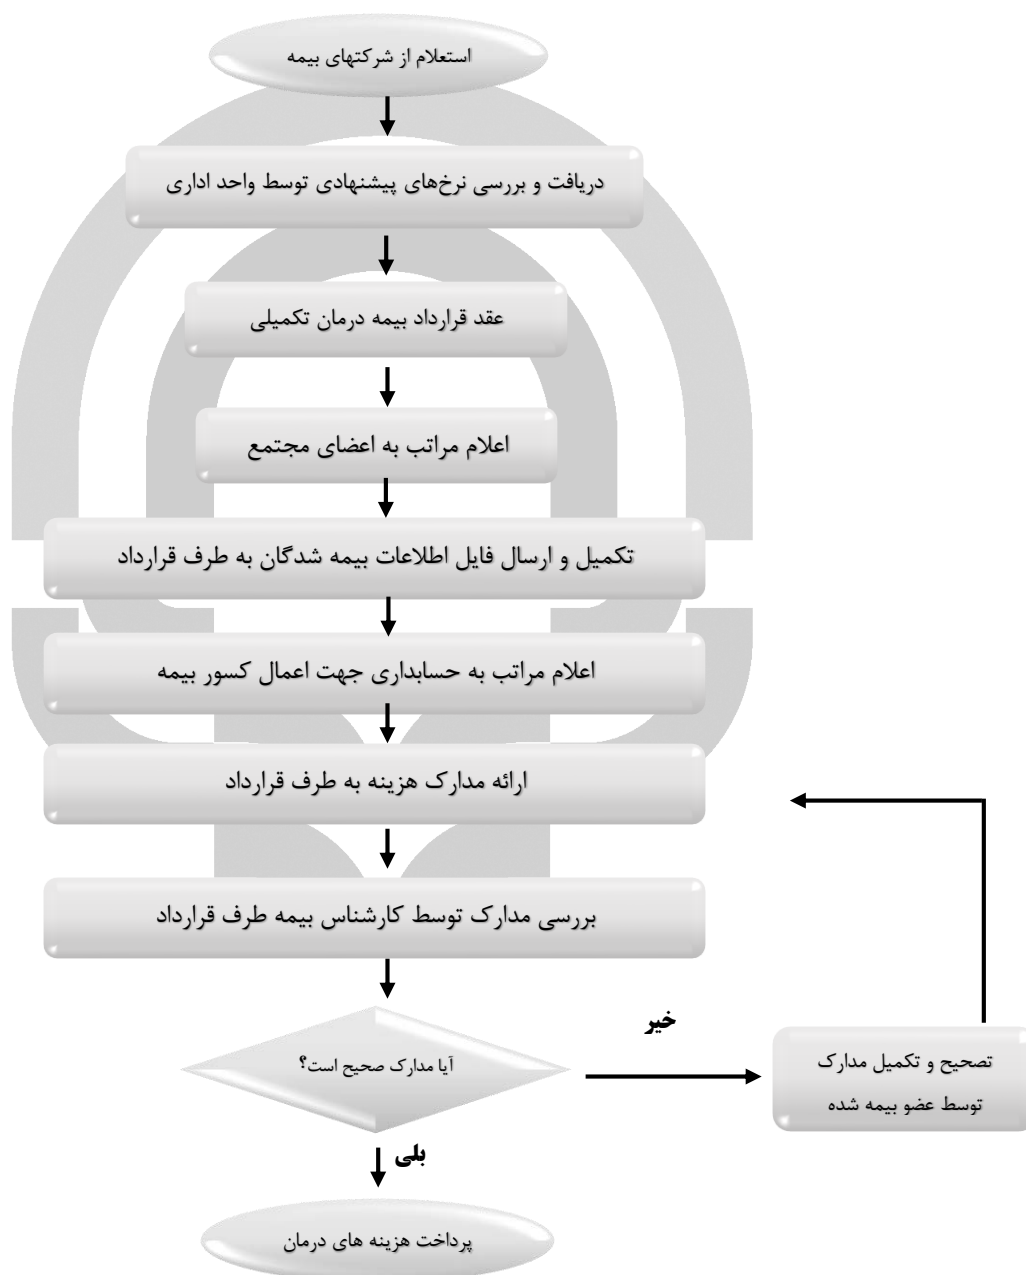 استعلام از شرکتهای بیمه
دریافت و بررسی نرخ‌های پیشنهادی توسط واحد اداری
عقد قرارداد بیمه درمان تکمیلی
اعلام مراتب به اعضای مجتمع
تکمیل و ارسال فایل اطلاعات بیمه شدگان به طرف قرارداد
اعلام مراتب به حسابداری جهت اعمال کسور بیمه
ارائه مدارک هزینه به طرف قرارداد
بررسی مدارک توسط کارشناس بیمه طرف قرارداد
آیا مدارک صحیح است؟
خیر
تصحیح و تکمیل مدارک
توسط عضو بیمه شده
بلی
پرداخت هزینه های درمان